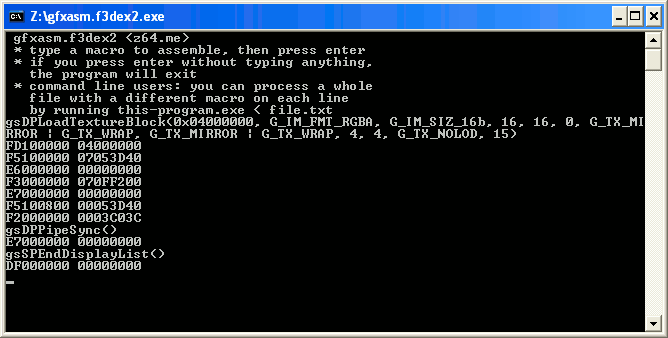 Z:\gfxasm.f3dex2.exe
gfxasm.f3dex2 <z64.me>
* type a macro to assemble, then press enter
* if you press enter without typing anything,
the program will exit
* command line users: you can process a whole
file with a different macro on each line
by running this-program.exe < file.txt
gsDPLoadTextureBlock(0x04000000, G_IM_FMT_RGBA, G_IM_SIZ_16b, 16, 16, 0, G_TX_MI
RROR | G_TX_WRAP, G_TX_MIRROR | G_TX_WRAP, 4, 4, G_TX_NOLOD, 15)
FD100000 04000000
F5100000 07053D40
E6000000 00000000
F3000000 070FF200
E7000000 00000000
F5100800 00053D40
F2000000 0003C03C
gsDPPipeSync()
E7000000 00000000
gsSPEndDisplayList()
DF000000 00000000